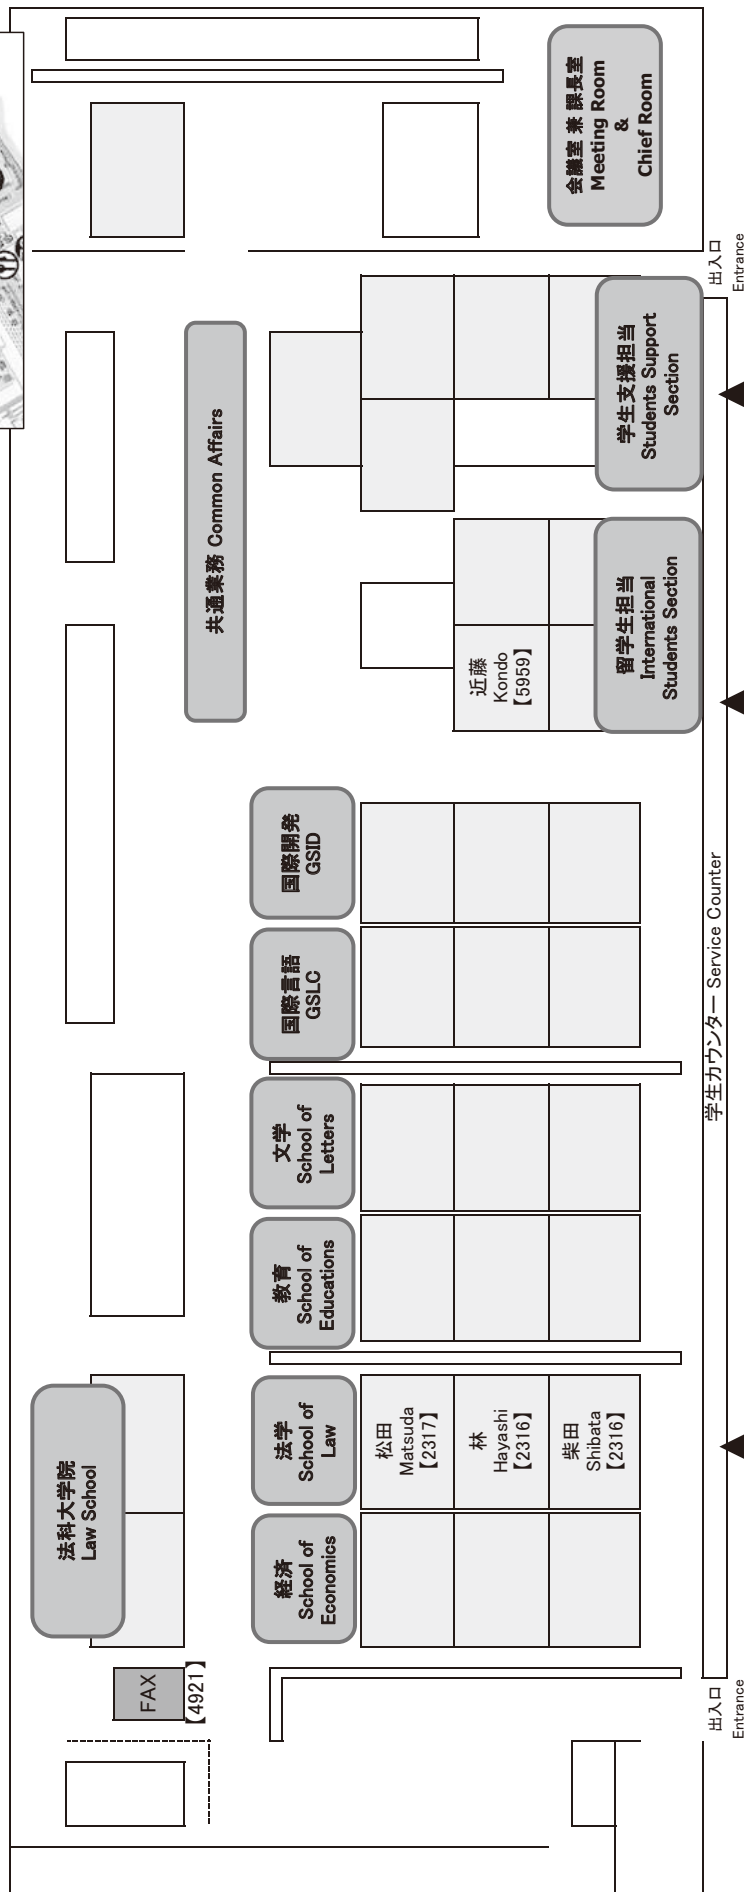 会議室 兼 課長室
Meeting Room
&
Chief Room
出入口
Entrance
学生支援担当
Students Support
Section
共通業務 Common Affairs
留学生担当
International
Students Section
近藤
Kondo
【5959】
国際開発
GSID
国際言語
GSLC
学生カウンター Service Counter
文学
School of
Letters
教育
School of
Educations
法科大学院
Law School
法学
School of
Law
松田
Matsuda
【2317】
林
Hayashi
【2316】
柴田
Shibata
【2316】
経済
School of
Economics
FAX
【4921】
出入口
Entrance